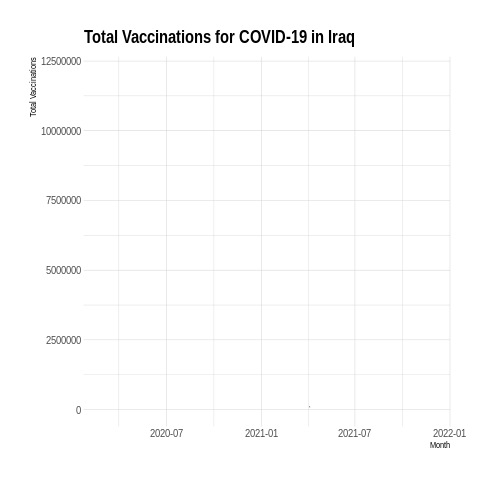 Total Vaccinations for COVID-19 in Iraq
Total Vaccinations
12500000
10000000
7500000
5000000
2500000
0
2020-07 2021-01 2021-07 2022-01
Month